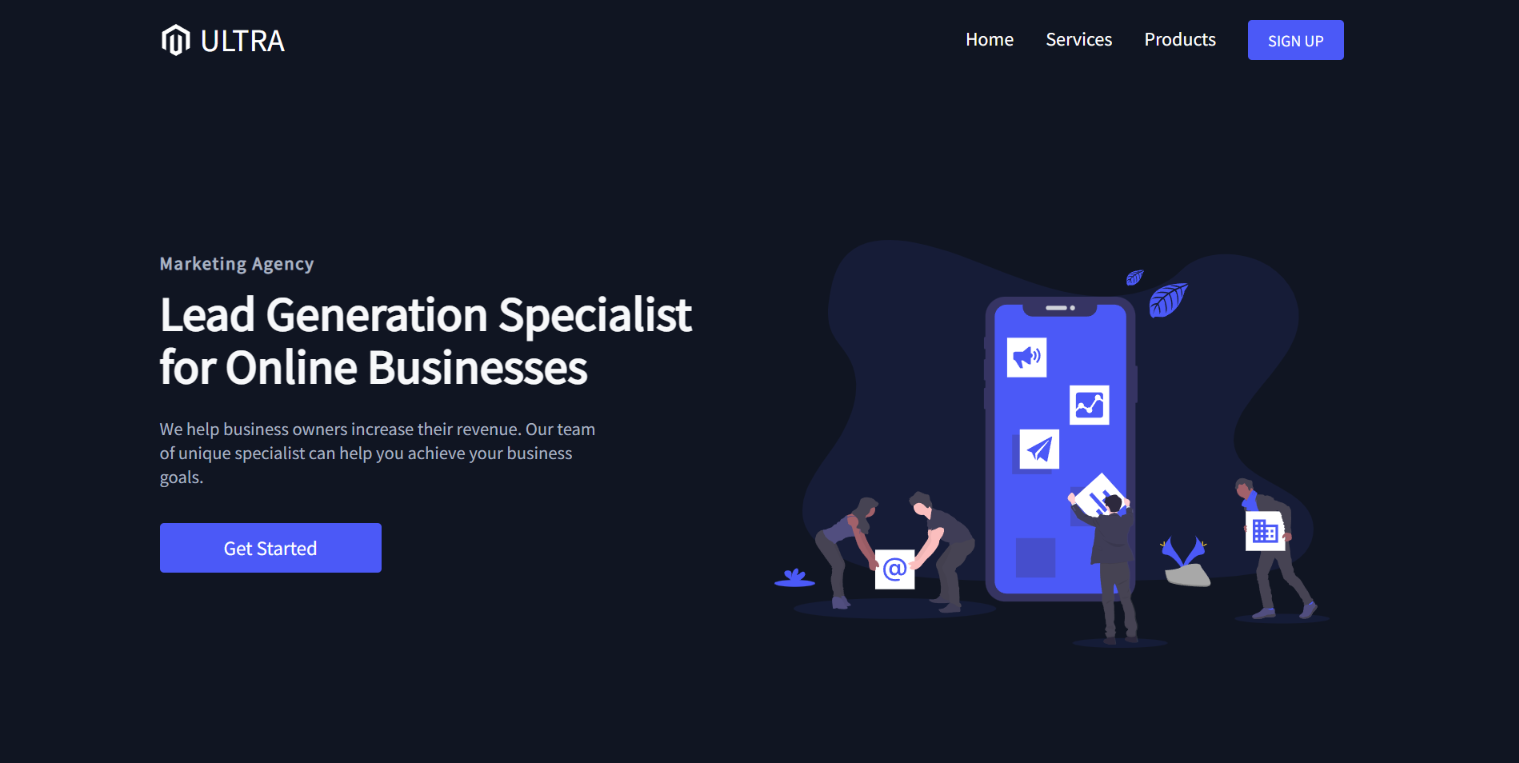 ULTRA
Home Services Products SIGN UP
Marketing Agency
Lead Generation Specialist
for Online Businesses
We help business owners increase their revenue. Our team
of unique specialist can help you achieve your business
goals.
@
Get Started